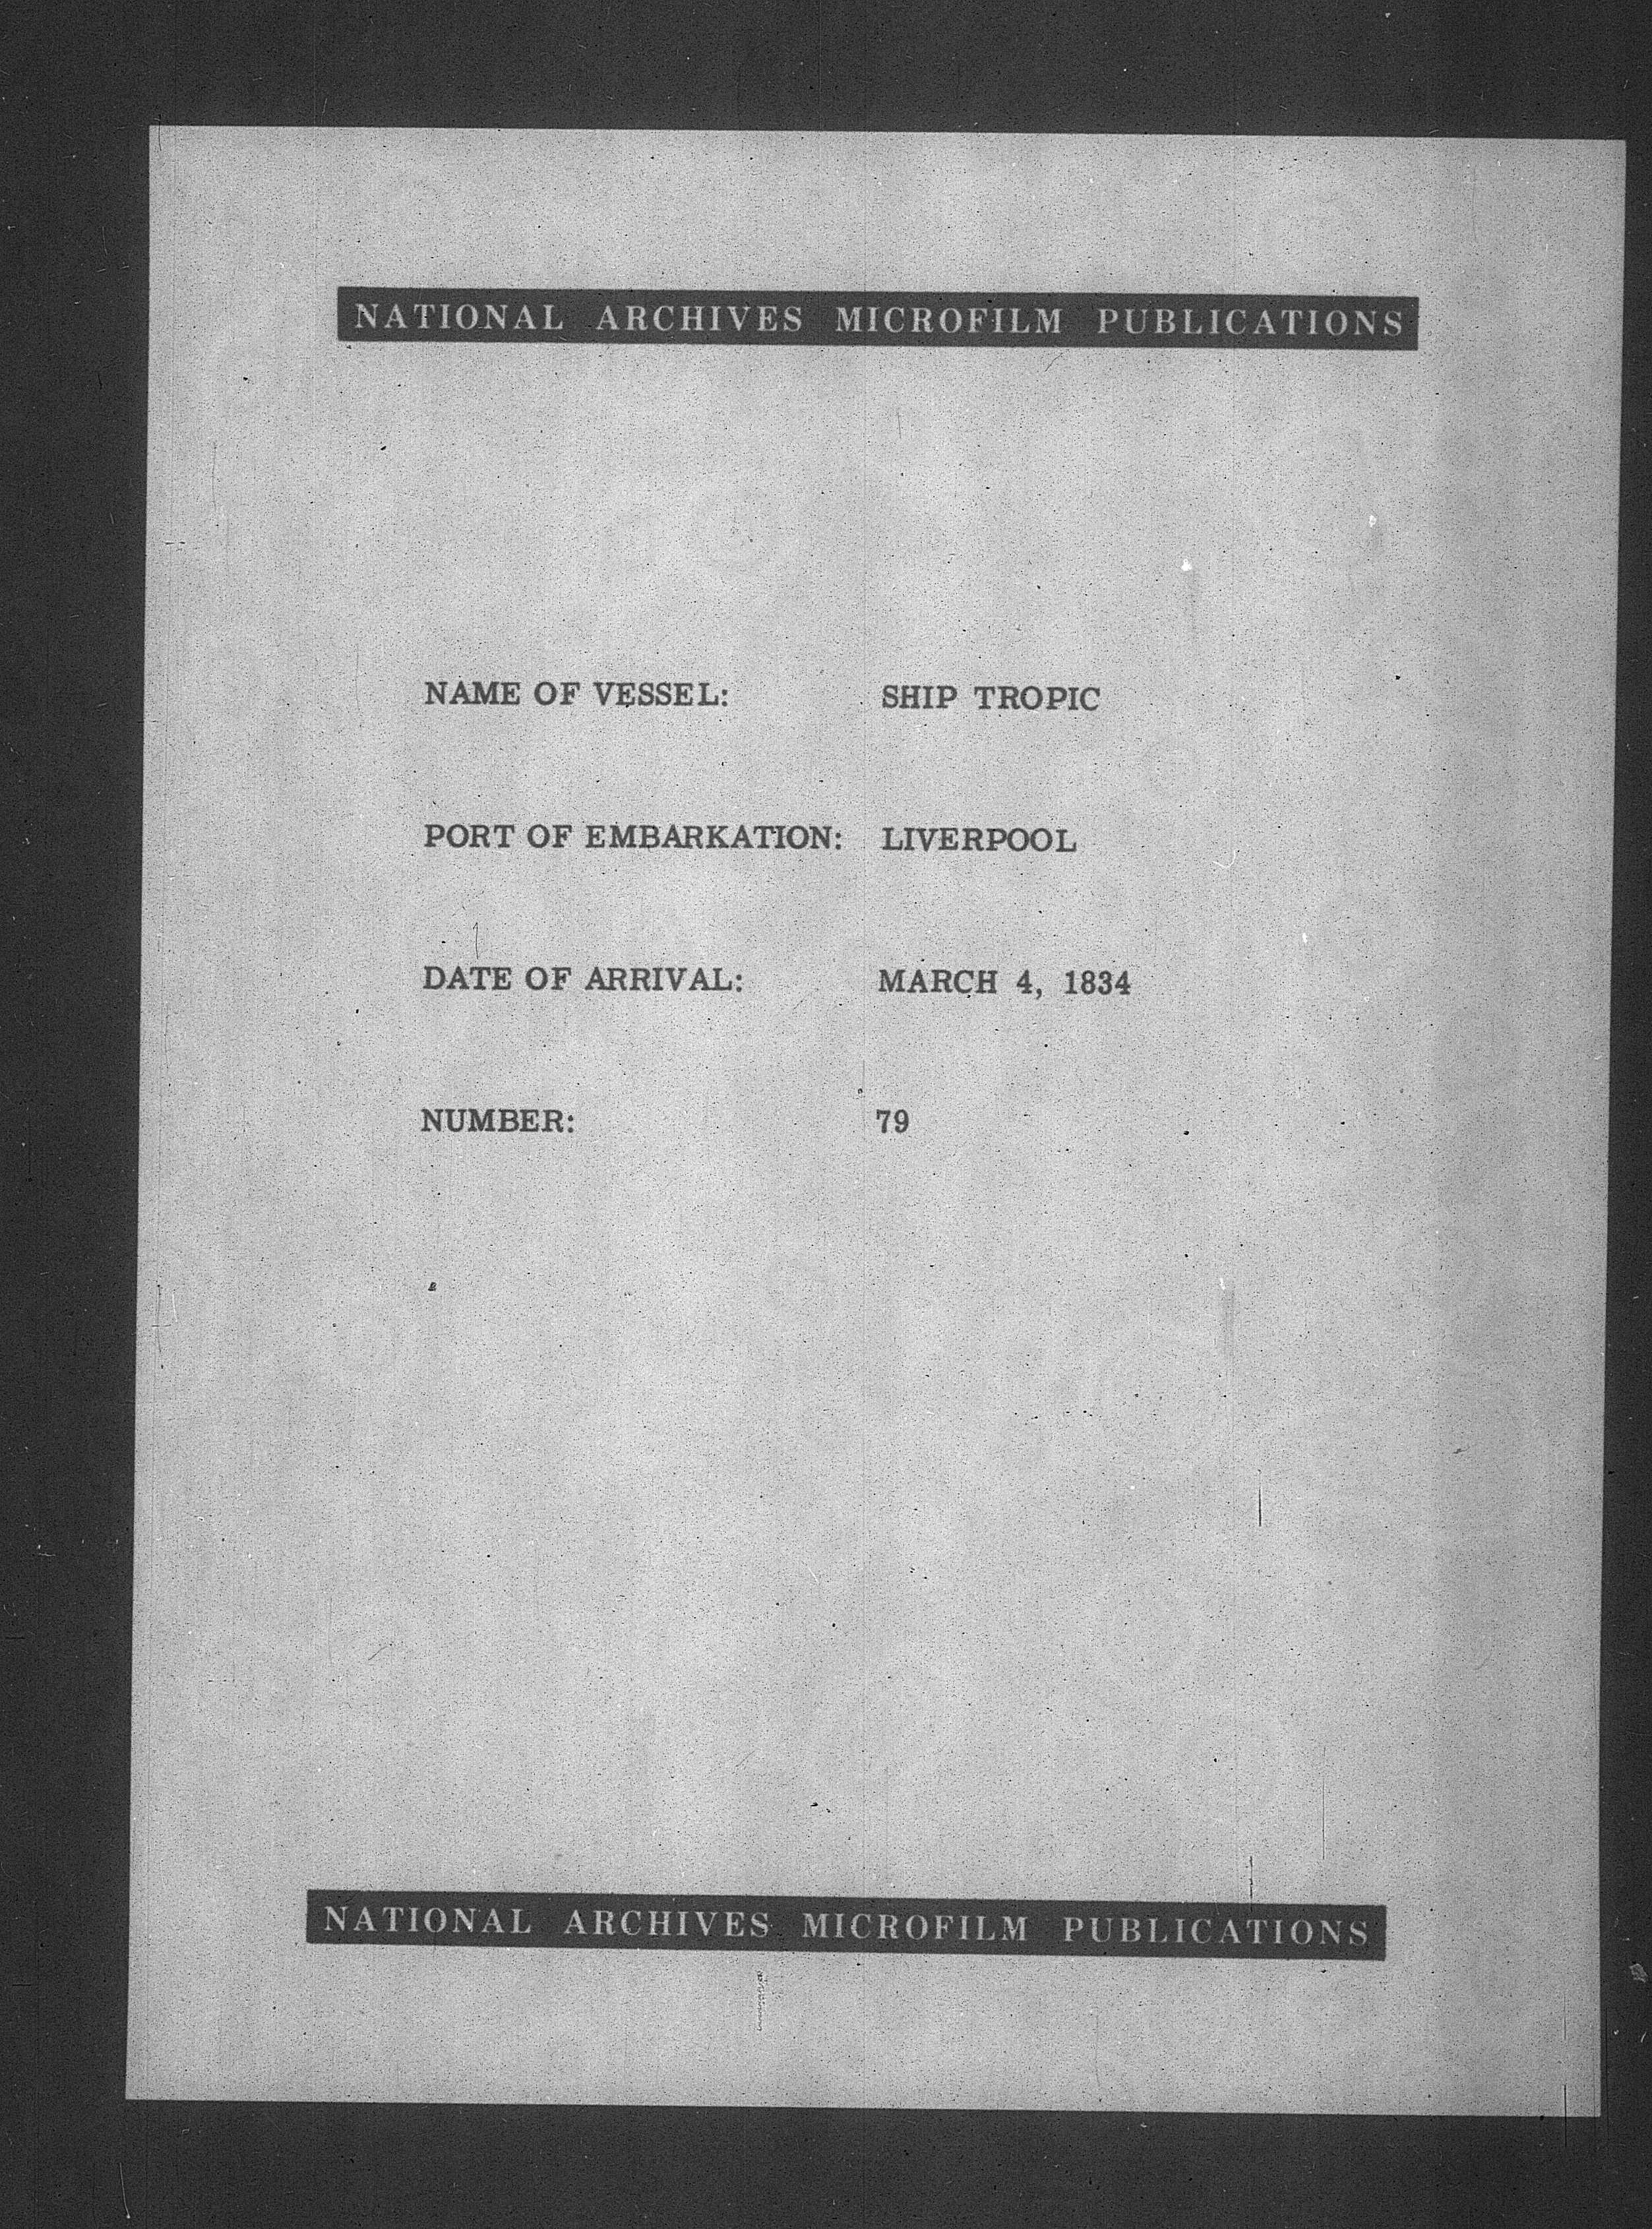 NATIONAL ARCHIVES MICROFILM PUBLICATIONS
NAME OF VESSEL: SHIP TROPIC
PORT OF EMBARKATION: LIVERPOOL
DATE OF ARRIVAL: MARCH 4, 1834
NUMBER: 79
NATIONAL ARCHIVES MICROFILM PUBLICATIONS